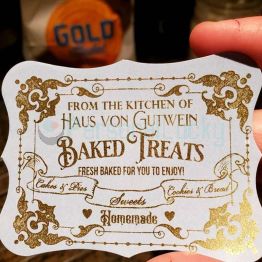 GOLD
FROM THE KITCHEN OF
HAUS VON GUTWEIN
BAKED TREATS
FRESH BAKED FOR YOU TO ENJOY!
Cakes & Pies
Sweets
Cookies & Bread
Homemade